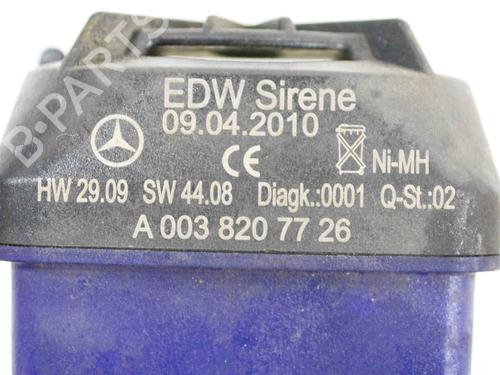 EDW Sirene
09.04.2010
CE Ni-MH
HW 29.09 SW 44.08 Diagk.:0001 Q-St.:02
A 003 820 77 26
B-PARTS